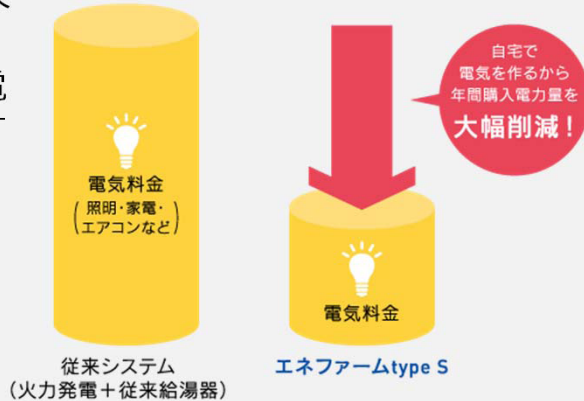 電気料金
(照明・家電・
エアコンなど)
従来システム
(火力発電+従来給湯器)
自宅で
電気を作るから
年間購入電力量を
大幅削減!
電気料金
エネファームtype S